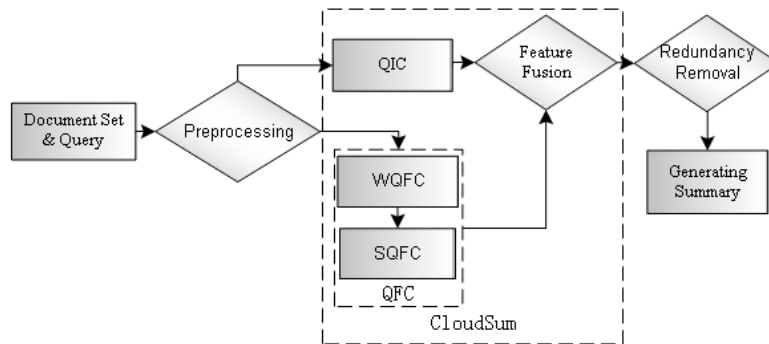 Document Set
& Query
Preprocessing
QIC
Feature
Fusion
Redundancy
Removal
WQFC
SQFC
QFC
Generating
Summary
CloudSum